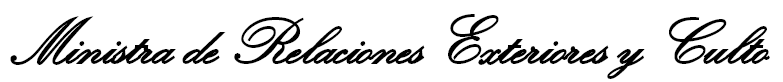 Ministra de Relaciones Exteriores y Culto